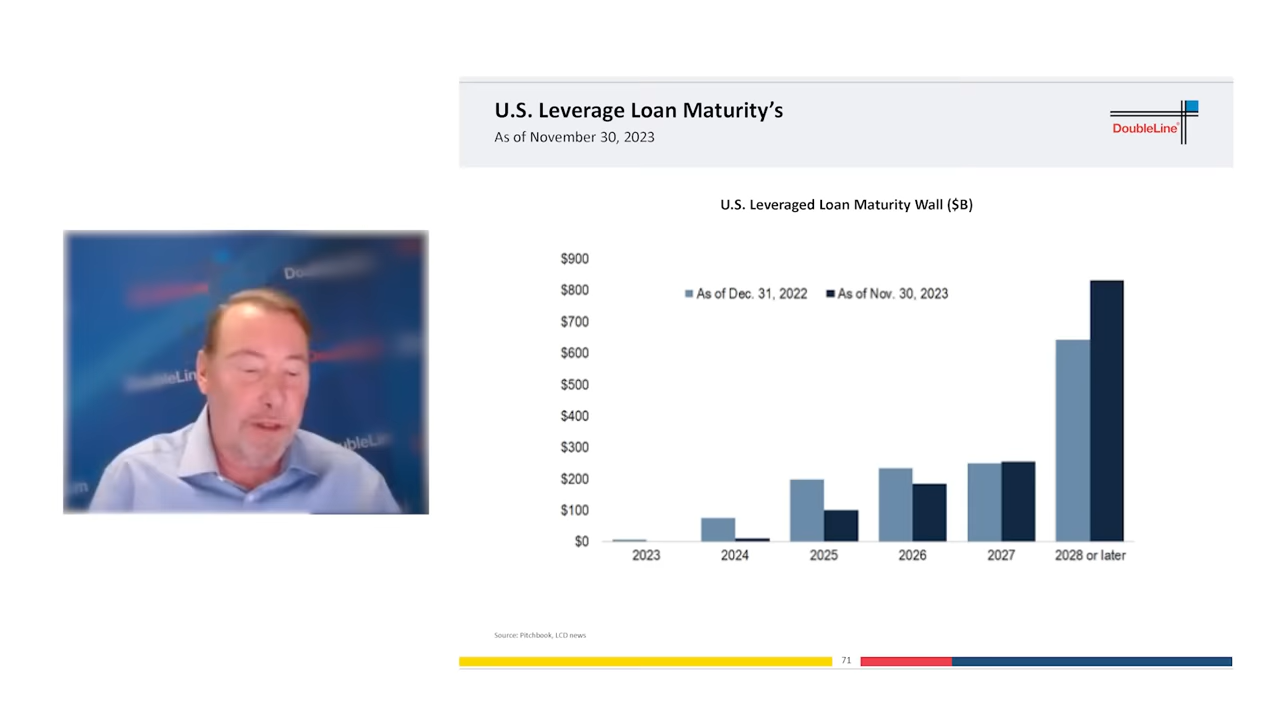 U.S. Leverage Loan Maturity’s
As of November 30, 2023
DoubleLine®
U.S. Leveraged Loan Maturity Wall ($B)
$900
$800
$700
$600
$500
$400
$300
$200
$100
$0
As of Dec. 31, 2022 As of Nov. 30, 2023
2023 2024 2025 2026 2027 2028 or later
Source: Pitchbook, LCD news
71